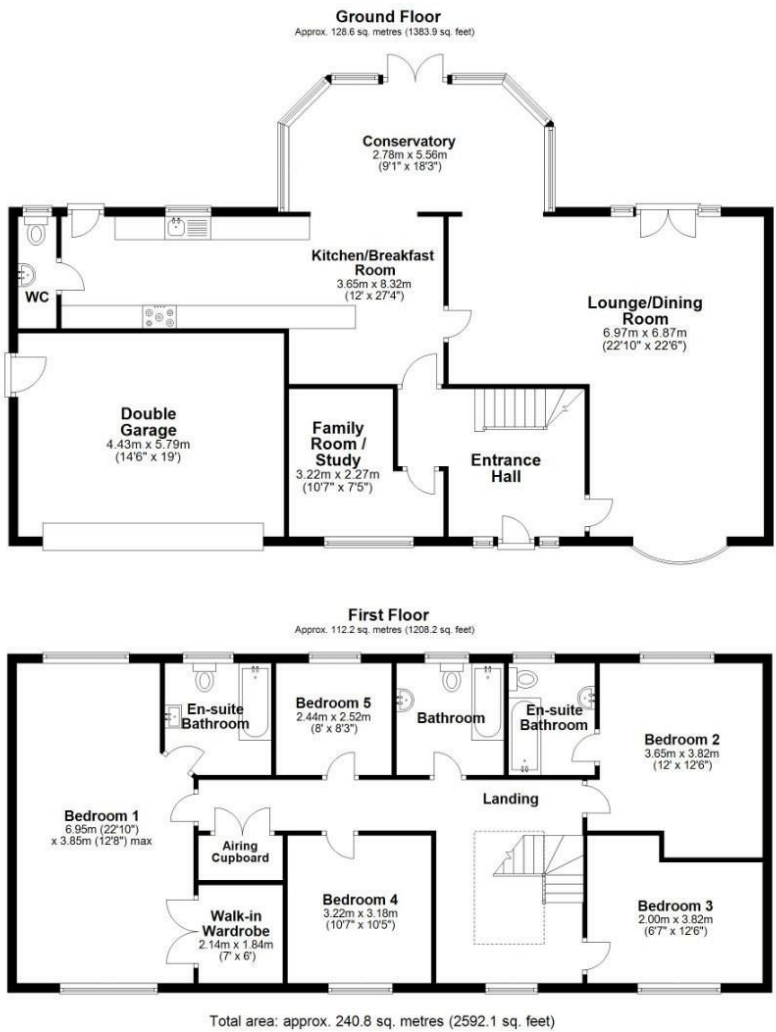 Ground Floor
Approx. 128.6 sq. metres (1383.9 sq. feet)
Conservatory
2.78m x 5.56m
(9'1" x 18'3")
Kitchen/Breakfast
Room
3.65m x 8.32m
(12' x 27'4")
WC
Lounge/Dining
Room
6.97m x 6.87m
(22'10" x 22'6")
Double
Garage
4.43m x 5.79m
(14'6" x 19')
Family
Room /
Study
3.22m x 2.27m
(10'7" x 7'5")
Entrance
Hall
First Floor
Approx. 112.2 sq. metres (1208.2 sq. feet)
En-suite
Bathroom
Bedroom 5
2.44m x 2.52m
(8' x 8'3")
Bathroom
En-suite
Bathroom
Bedroom 2
3.65m x 3.82m
(12' x 12'6")
Landing
Bedroom 1
6.95m (22'10")
x 3.85m (12'8") max
Airing
Cupboard
Walk-in
Wardrobe
2.14m x 1.84m
(7' x 6')
Bedroom 4
3.22m x 3.18m
(10'7" x 10'5")
Bedroom 3
2.00m x 3.82m
(6'7" x 12'6")
Total area: approx. 240.8 sq. metres (2592.1 sq. feet)